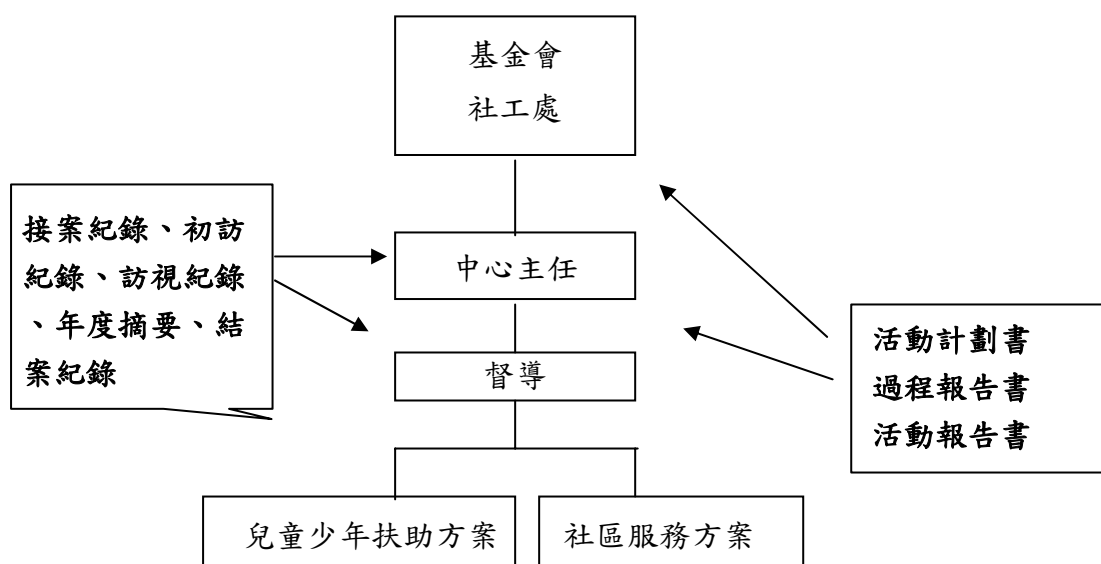 基金會
社工處
接案紀錄、初訪
紀錄、訪視紀錄
、年度摘要、結
案紀錄
中心主任
活動計劃書
過程報告書
活動報告書
督導
兒童少年扶助方案
社區服務方案